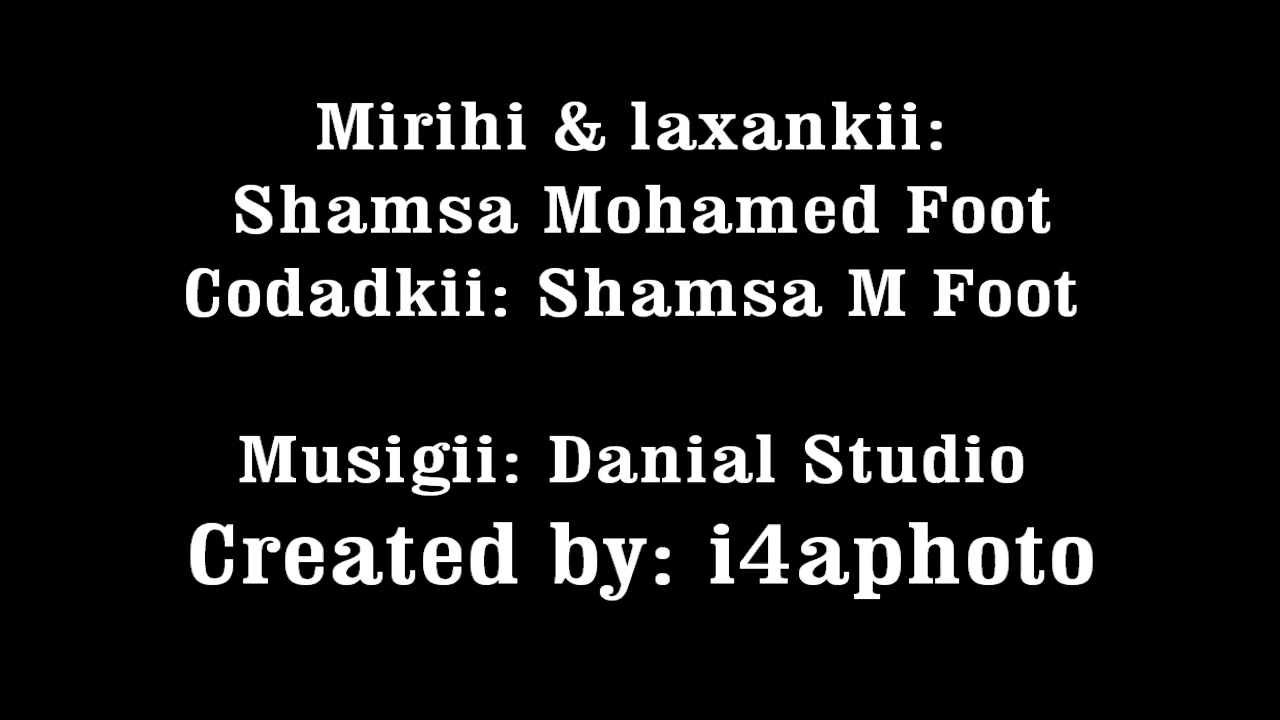 Mirihi & laxankii:
Shamsa Mohamed Foot
Codadkii: Shamsa M Foot
Musigii: Danial Studio
Created by: i4aphoto